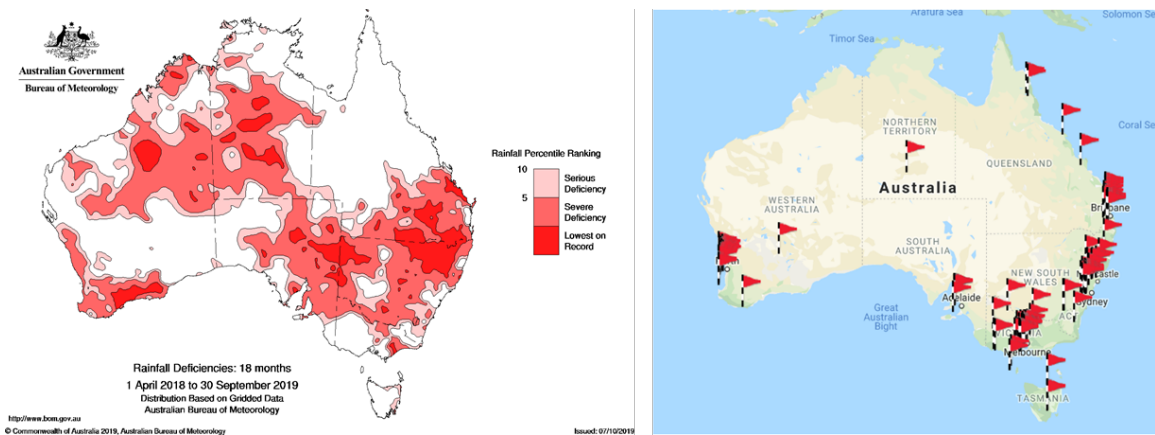 Australian Government
Bureau of Meteorology
Rainfall Percentile Ranking
10
Serious
Deficiency
5
Severe
Deficiency
Lowest on
Record
Rainfall Deficiencies: 18 months
1 April 2018 to 30 September 2019
Distribution Based on Gridded Data
Australian Bureau of Meteorology
http://www.bom.gov.au
© Commonwealth of Australia 2019, Australian Bureau of Meteorology
Issued: 07/10/2019
Arafura Sea
Solomon Sea
Timor Sea
Coral Se
NORTHERN
TERRITORY
QUEENSLAND
Australia
WESTERN
AUSTRALIA
Brisbane
SOUTH
AUSTRALIA
NEW SOUTH
WALES
Adelaide
Sydney
Great
Australian
Bight
Melbourne
TASMANIA